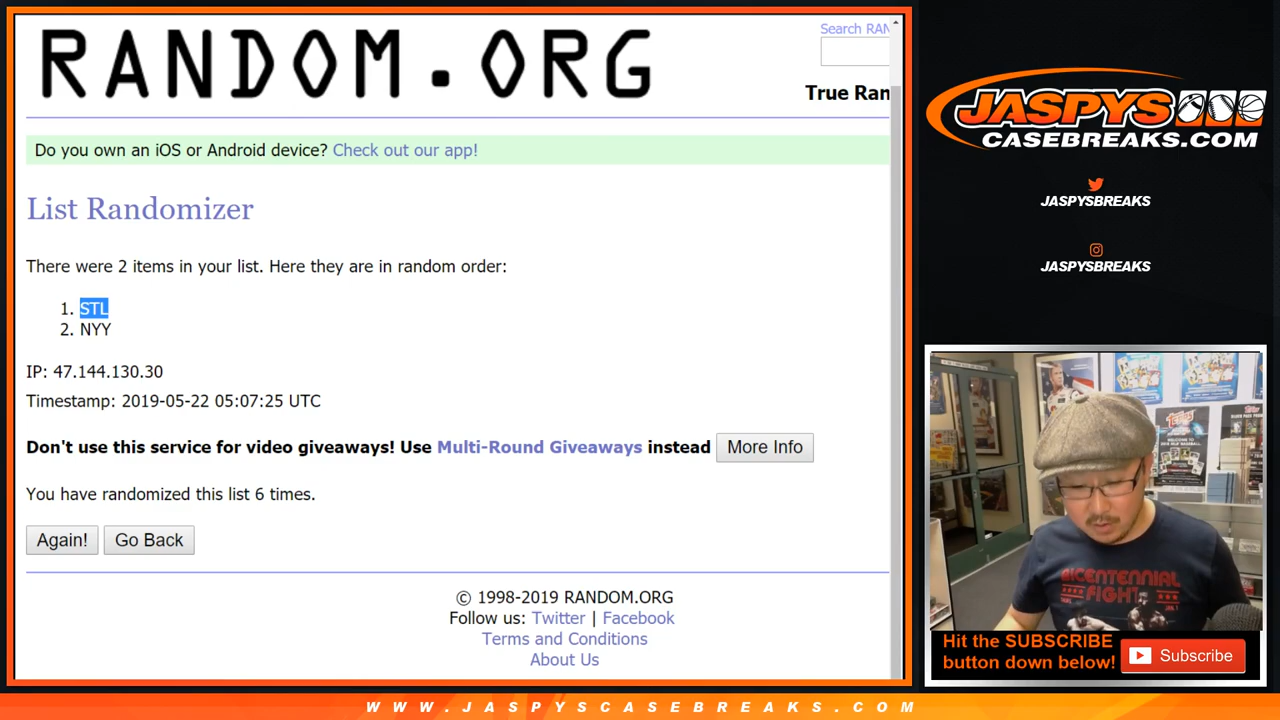 RANDOM.ORG
Search RAN
True Ran
Do you own an iOS or Android device? Check out our app!
List Randomizer
There were 2 items in your list. Here they are in random order:
1. STL
2. NYY
IP: 47.144.130.30
Timestamp: 2019-05-22 05:07:25 UTC
Don't use this service for video giveaways! Use Multi-Round Giveaways instead More Info
You have randomized this list 6 times.
Again! Go Back
© 1998-2019 RANDOM.ORG
Follow us: Twitter | Facebook
Terms and Conditions
About Us
JASPYS
CASEBREAKS.COM
JASPYSBREAKS
JASPYSBREAKS
Topps
BICENTENNIAL
FIGHT
Hit the SUBSCRIBE
button down below!
Subscribe
WWW.JASPYSCASEBREAKS.COM